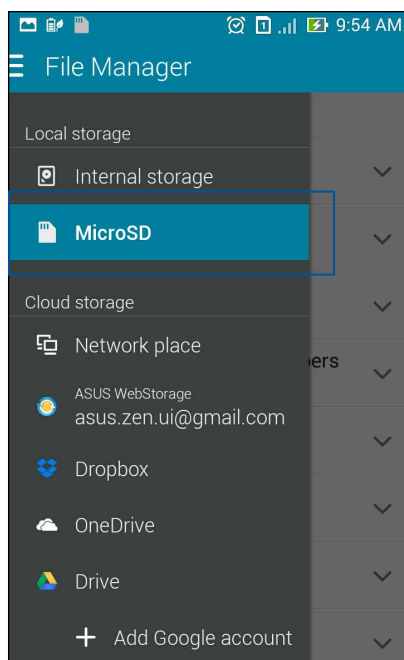 1 9:54 AM
File Manager
Local storage
Internal storage
MicroSD
Cloud storage
Network place
ers
ASUS WebStorage
asus.zen.ui@gmail.com
Dropbox
OneDrive
Drive
+ Add Google account